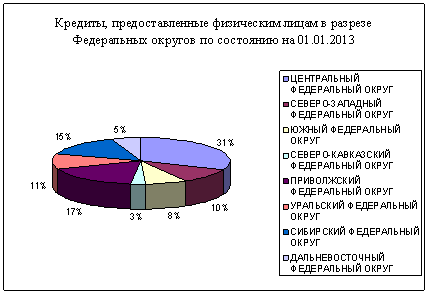 Кредиты, предоставленные физическим лицам в разрезе
Федеральных округов по состоянию на 01.01.2013
5%
15%
31%
11%
17%
3%
8%
10%
ЦЕНТРАЛЬНЫЙ
ФЕДЕРАЛЬНЫЙ ОКРУГ
СЕВЕРО-ЗАПАДНЫЙ
ФЕДЕРАЛЬНЫЙ ОКРУГ
ЮЖНЫЙ ФЕДЕРАЛЬНЫЙ
ОКРУГ
СЕВЕРО-КАВКАЗСКИЙ
ФЕДЕРАЛЬНЫЙ ОКРУГ
ПРИВОЛЖСКИЙ
ФЕДЕРАЛЬНЫЙ ОКРУГ
УРАЛЬСКИЙ ФЕДЕРАЛЬНЫЙ
ОКРУГ
СИБИРСКИЙ ФЕДЕРАЛЬНЫЙ
ОКРУГ
ДАЛЬНЕВОСТОЧНЫЙ
ФЕДЕРАЛЬНЫЙ ОКРУГ